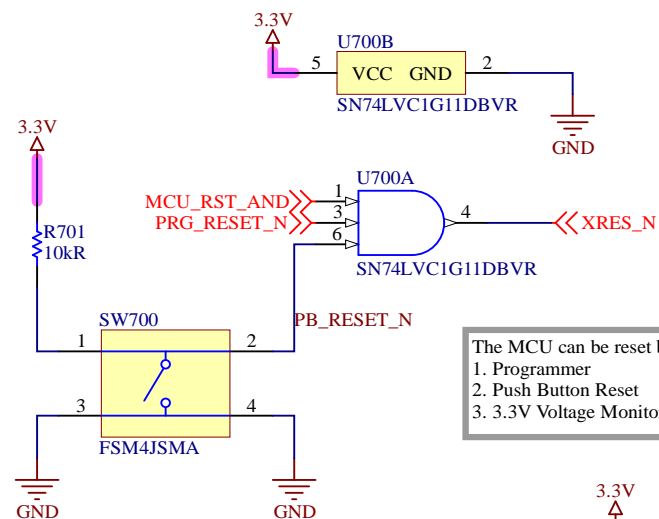 3.3V
U700B
5
VCC GND
2
SN74LVC1G11DBVR
GND
3.3V
U700A
MCU_RST_AND
1
PRG_RESET_N
3
4
XRES_N
6
R701
10kR
SN74LVC1G11DBVR
SW700
PB_RESET_N
1
2
The MCU can be reset b
1. Programmer
2. Push Button Reset
3. 3.3V Voltage Monitor
3
4
FSM4JSMA
GND
GND
3.3V